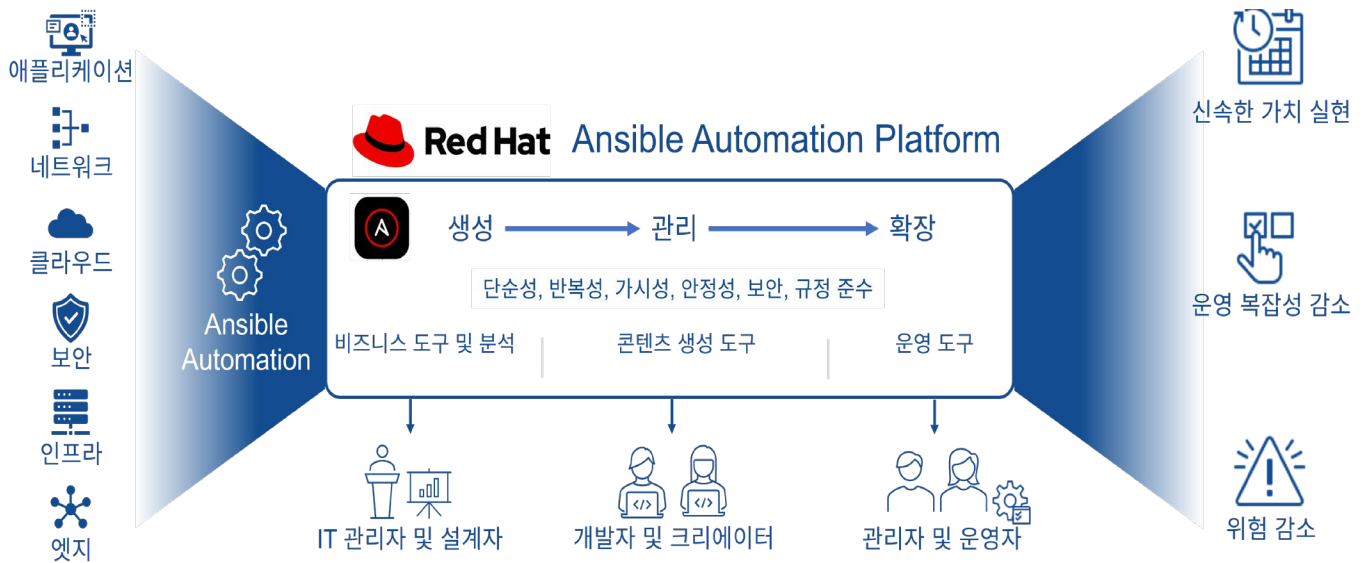 애플리케이션
네트워크
클라우드
보안
인프라
엣지
Ansible
Automation
Red Hat Ansible Automation Platform
생성 관리 확장
단순성, 반복성, 가시성, 안정성, 보안, 규정 준수
비즈니스 도구 및 분석 콘텐츠 생성 도구 운영 도구
IT 관리자 및 설계자 개발자 및 크리에이터 관리자 및 운영자
신속한 가치 실현
운영 복잡성 감소
위험 감소